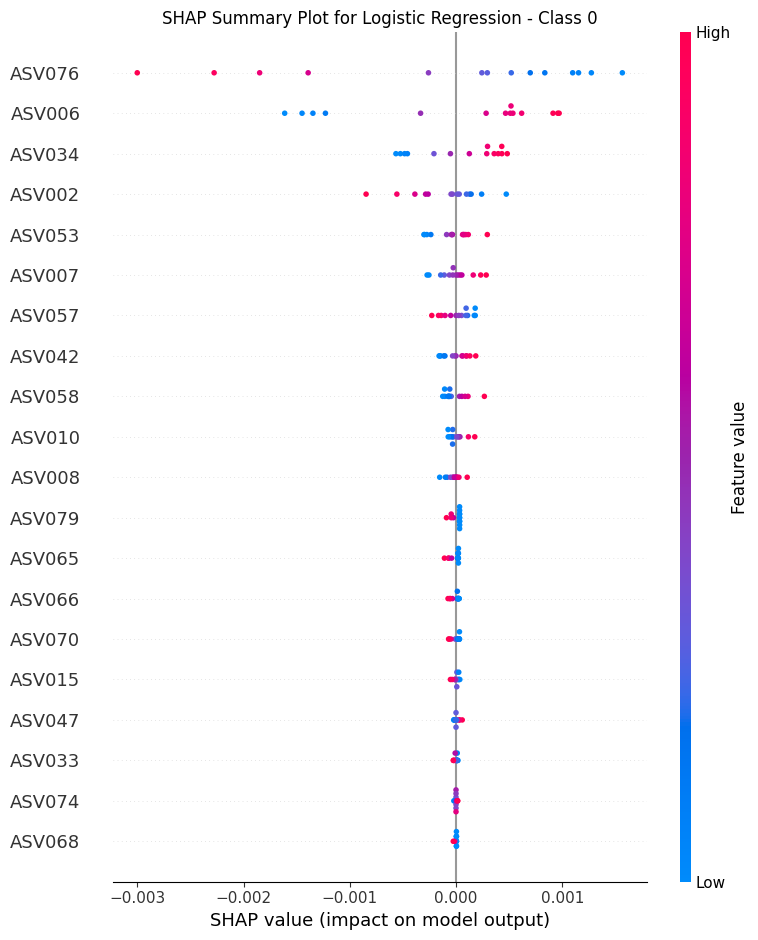 SHAP Summary Plot for Logistic Regression - Class 0
High
ASV076
ASV006
ASV034
ASV002
ASV053
ASV007
ASV057
ASV042
ASV058
ASV010
ASV008
ASV079
ASV065
ASV066
ASV070
ASV015
ASV047
ASV033
ASV074
ASV068
Feature value
Low
−0.003 −0.002 −0.001 0.000 0.001
SHAP value (impact on model output)